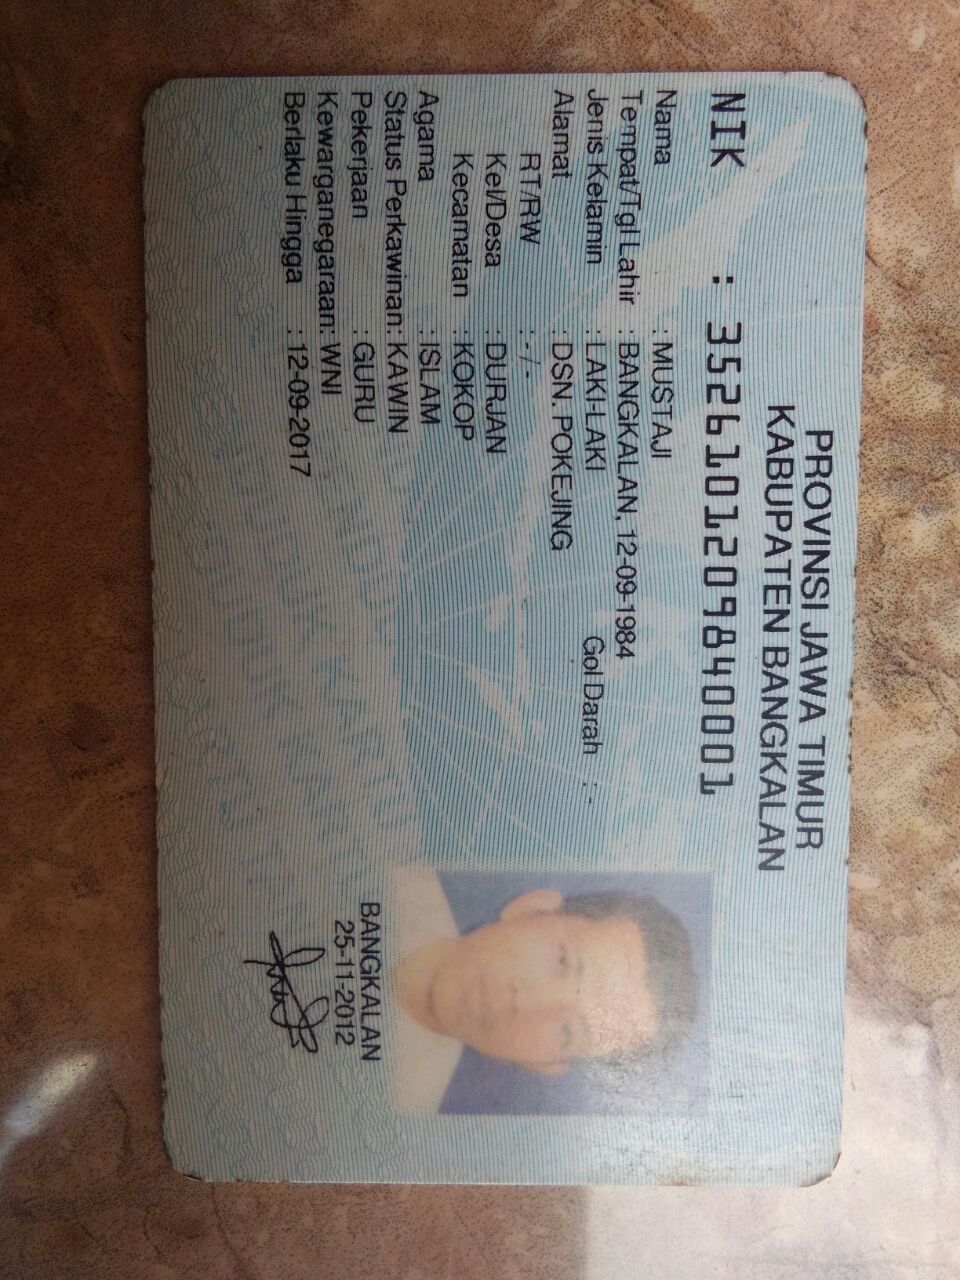 PROVINSI JAWA TIMUR
KABUPATEN BANGKALAN
NIK : 3526101209840001
Nama : MUSTAJI
Tempat/Tgl Lahir : BANGKALAN, 12-09-1984
Jenis Kelamin : LAKI-LAKI Gol Darah : -
Alamat : DSN. POKEJING
RT/RW : - / -
Kel/Desa : DURJAN
Kecamatan : KOKOP
Agama : ISLAM
Status Perkawinan: KAWIN
Pekerjaan : GURU
Kewarganegaraan: WNI
Berlaku Hingga : 12-09-2017
BANGKALAN
25-11-2012